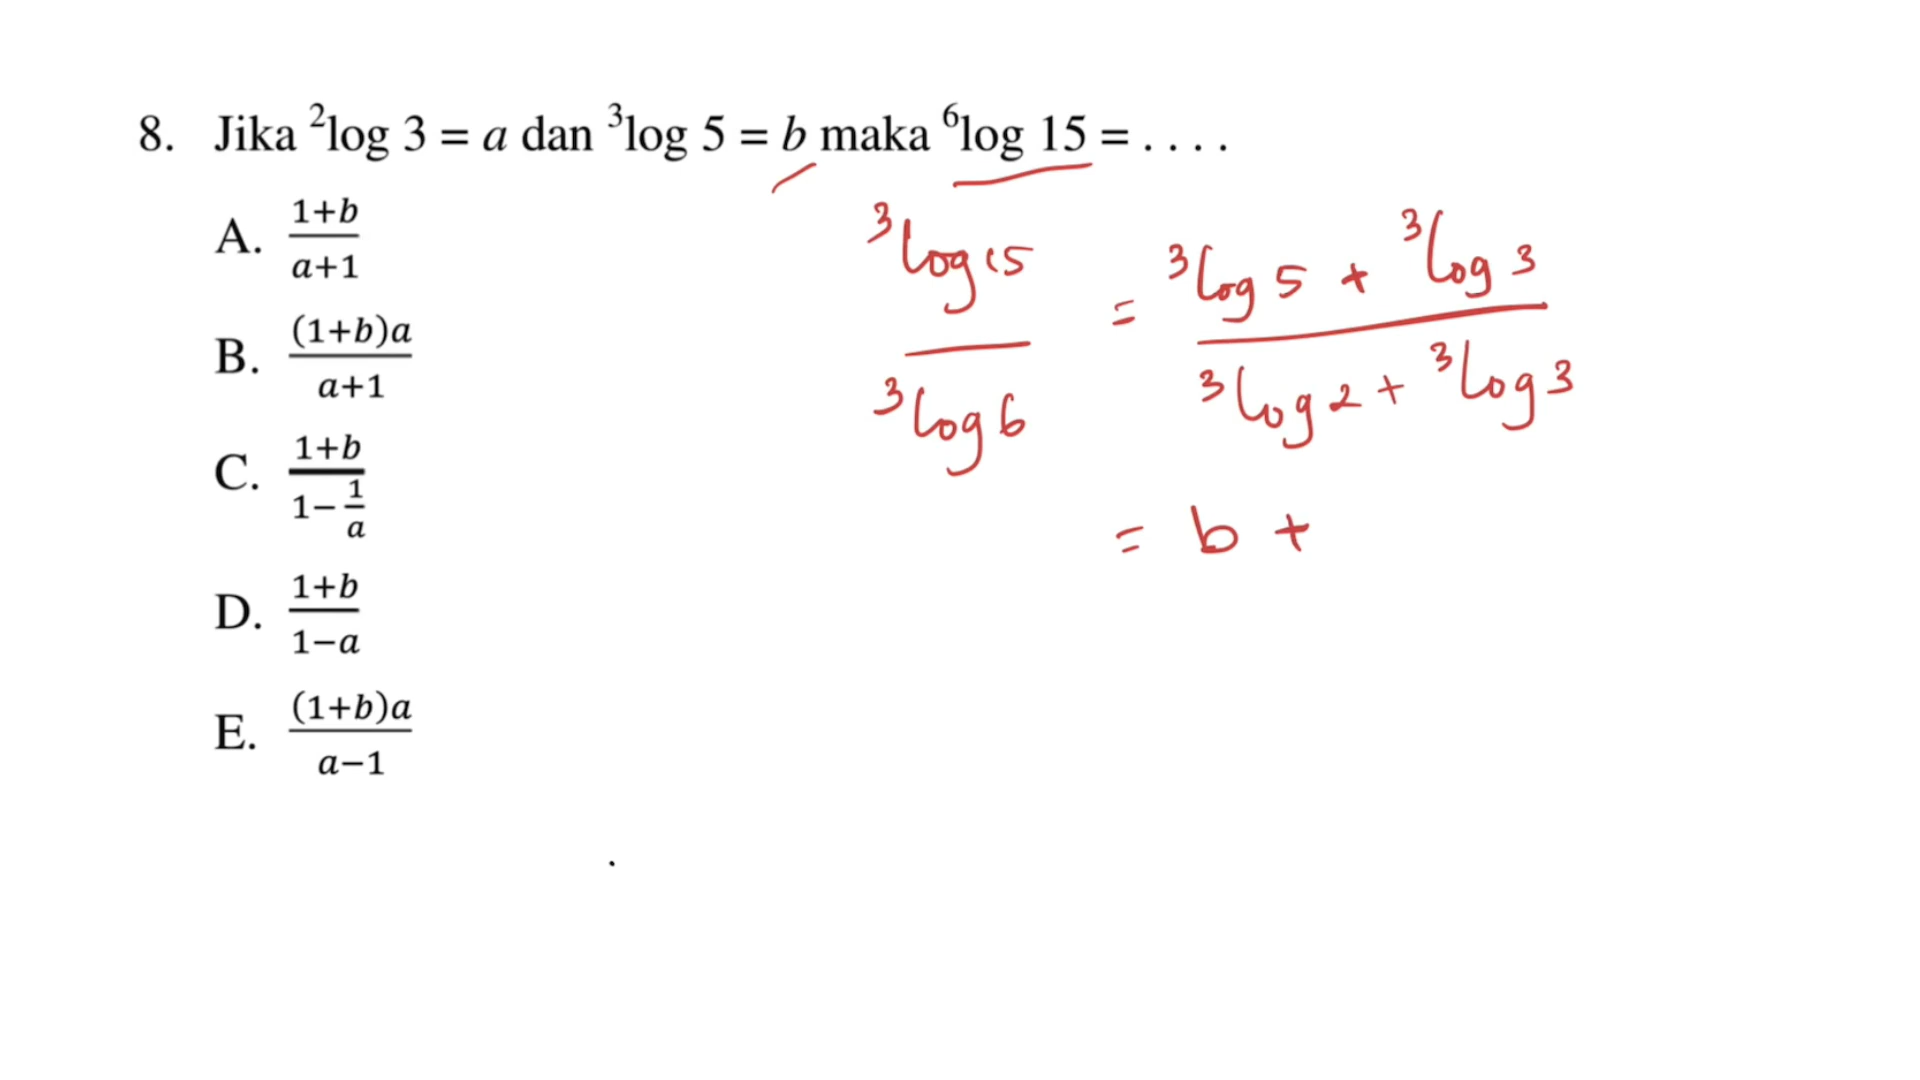 8. Jika ²log 3 = a dan ³log 5 = b maka ⁶log 15 = . . . .
A. (1+b)/(a+1)
B. ((1+b)a)/(a+1)
C. (1+b)/(1−1/a)
D. (1+b)/(1−a)
E. ((1+b)a)/(a−1)
³log 15 / ³log 6 = (³log 5 + ³log 3) / (³log 2 + ³log 3)
= b +